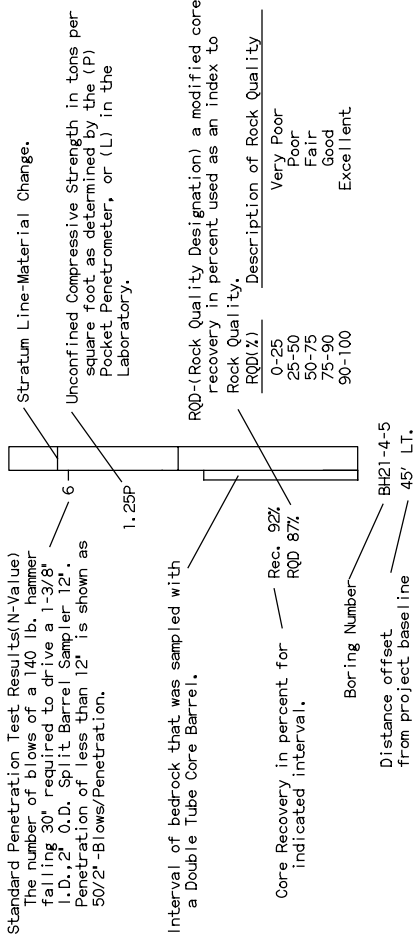 Standard Penetration Test Results(N-Value)
The number of blows of a 140 lb. hammer
falling 30" required to drive a 1-3/8"
I.D.,2" O.D. Split Barrel Sampler 12".
Penetration of less than 12" is shown as
50/2"-Blows/Penetration.
6
1.25P
Stratum Line-Material Change.
Unconfined Compressive Strength in tons per
square foot as determined by the (P)
Pocket Penetrometer, or (L) in the
Laboratory.
Interval of bedrock that was sampled with
a Double Tube Core Barrel.
Core Recovery in percent for
indicated interval.
Rec. 92%
RQD 87%
RQD-(Rock Quality Designation) a modified core
recovery in percent used as an index to
Rock Quality.
RQD(%) Description of Rock Quality
0-25 Very Poor
25-50 Poor
50-75 Fair
75-90 Good
90-100 Excellent
Boring Number
BH21-4-5
Distance offset
from project baseline
45' LT.